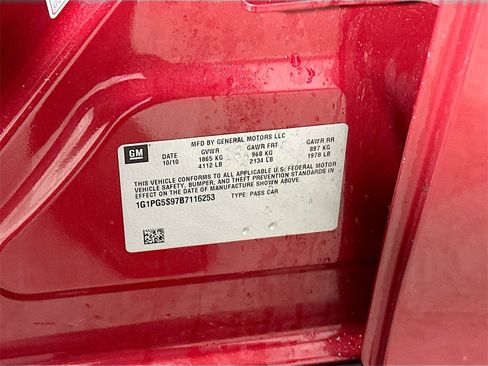 MFD BY GENERAL MOTORS LLC
GM DATE GVWR GAWR FRT GAWR RR
10/10 1865 KG 968 KG 897 KG
4112 LB 2134 LB 1978 LB
THIS VEHICLE CONFORMS TO ALL APPLICABLE U.S. FEDERAL MOTOR
VEHICLE SAFETY, BUMPER, AND THEFT PREVENTION STANDARDS IN
EFFECT ON THE DATE OF MANUFACTURE SHOWN ABOVE.
1G1PG5S97B7116253 TYPE: PASS CAR